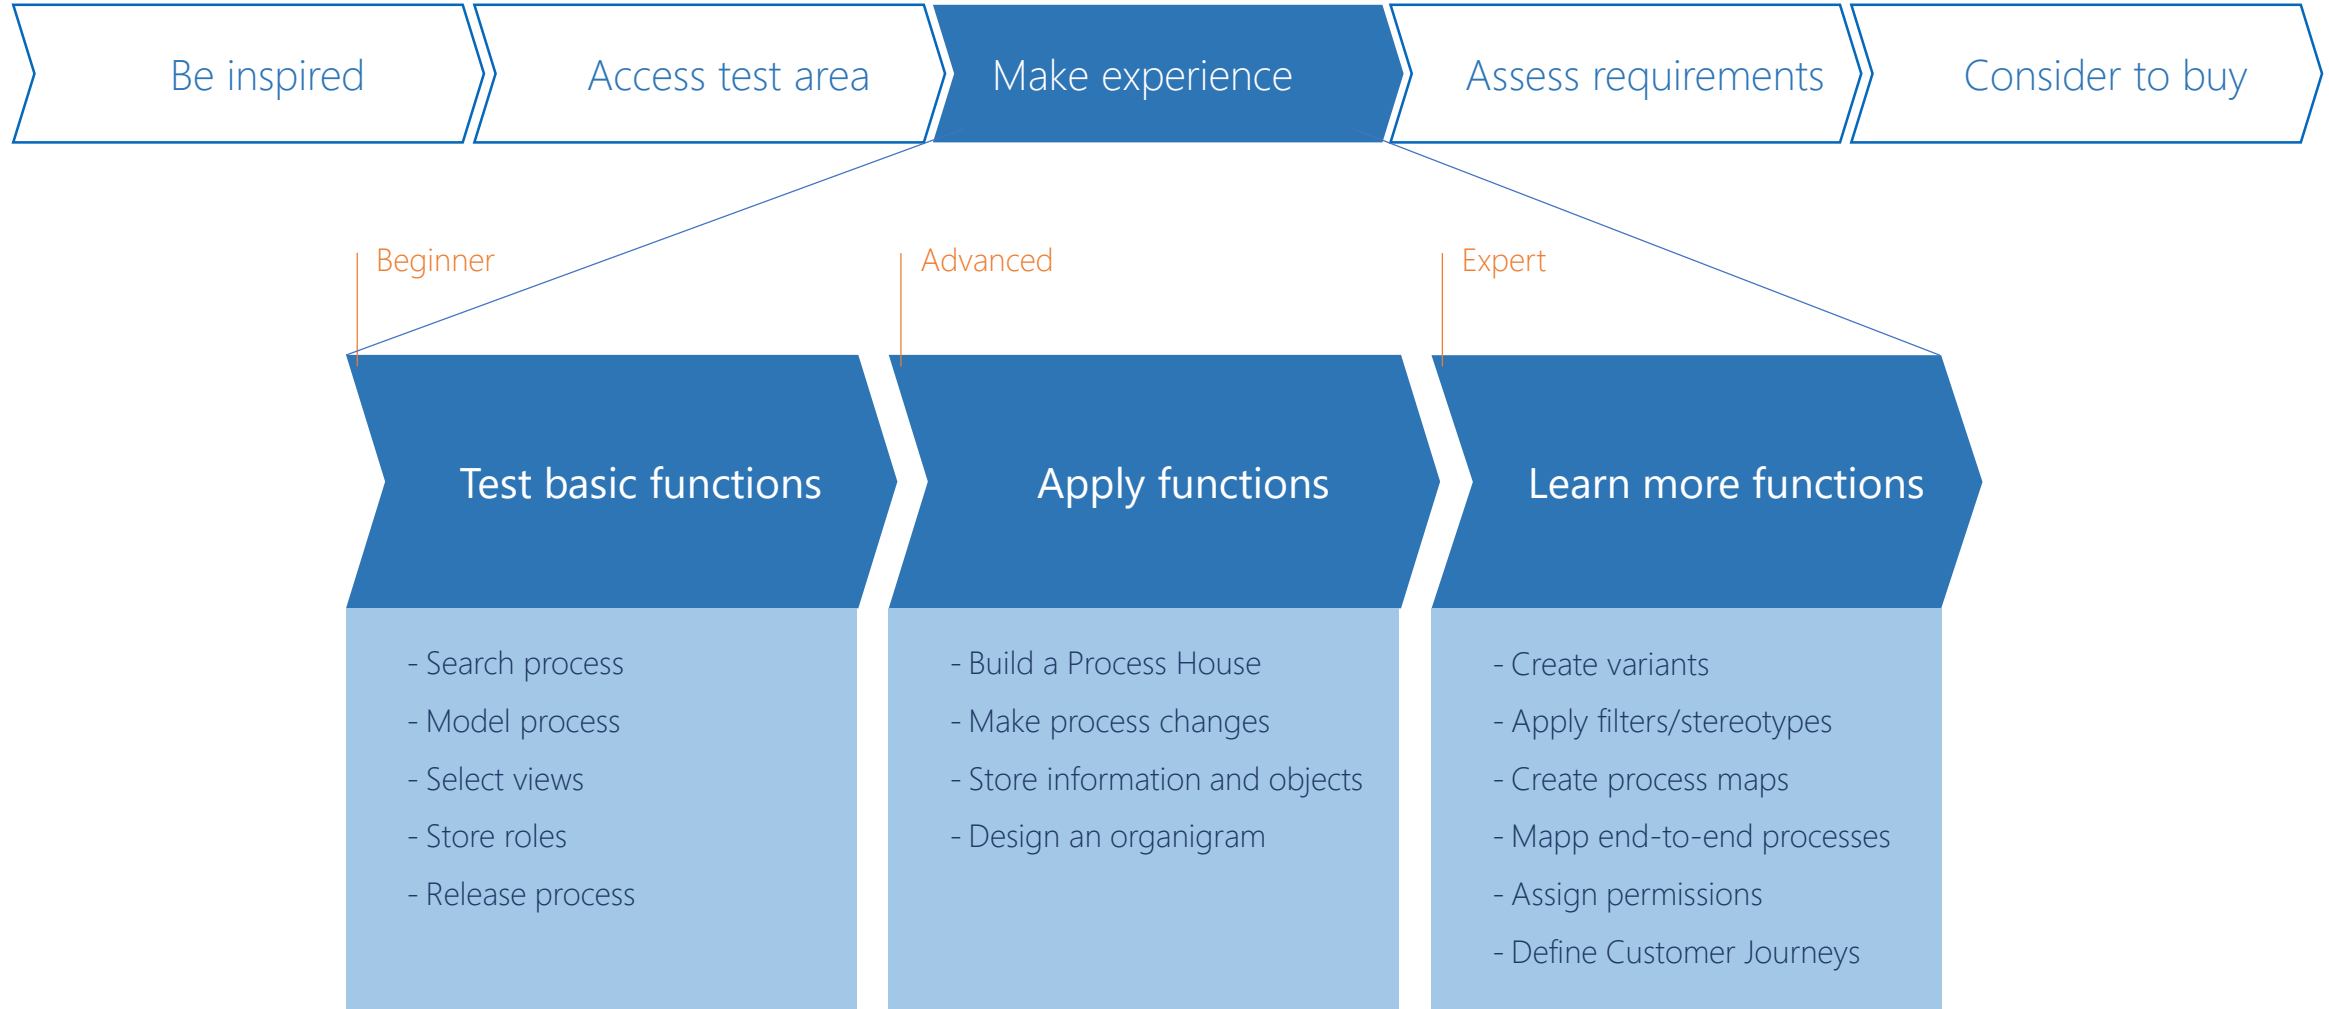 Be inspired
Access test area
Make experience
Assess requirements
Consider to buy
Beginner
Advanced
Expert
Test basic functions
- Search process
- Model process
- Select views
- Store roles
- Release process
Apply functions
- Build a Process House
- Make process changes
- Store information and objects
- Design an organigram
Learn more functions
- Create variants
- Apply filters/stereotypes
- Create process maps
- Mapp end-to-end processes
- Assign permissions
- Define Customer Journeys